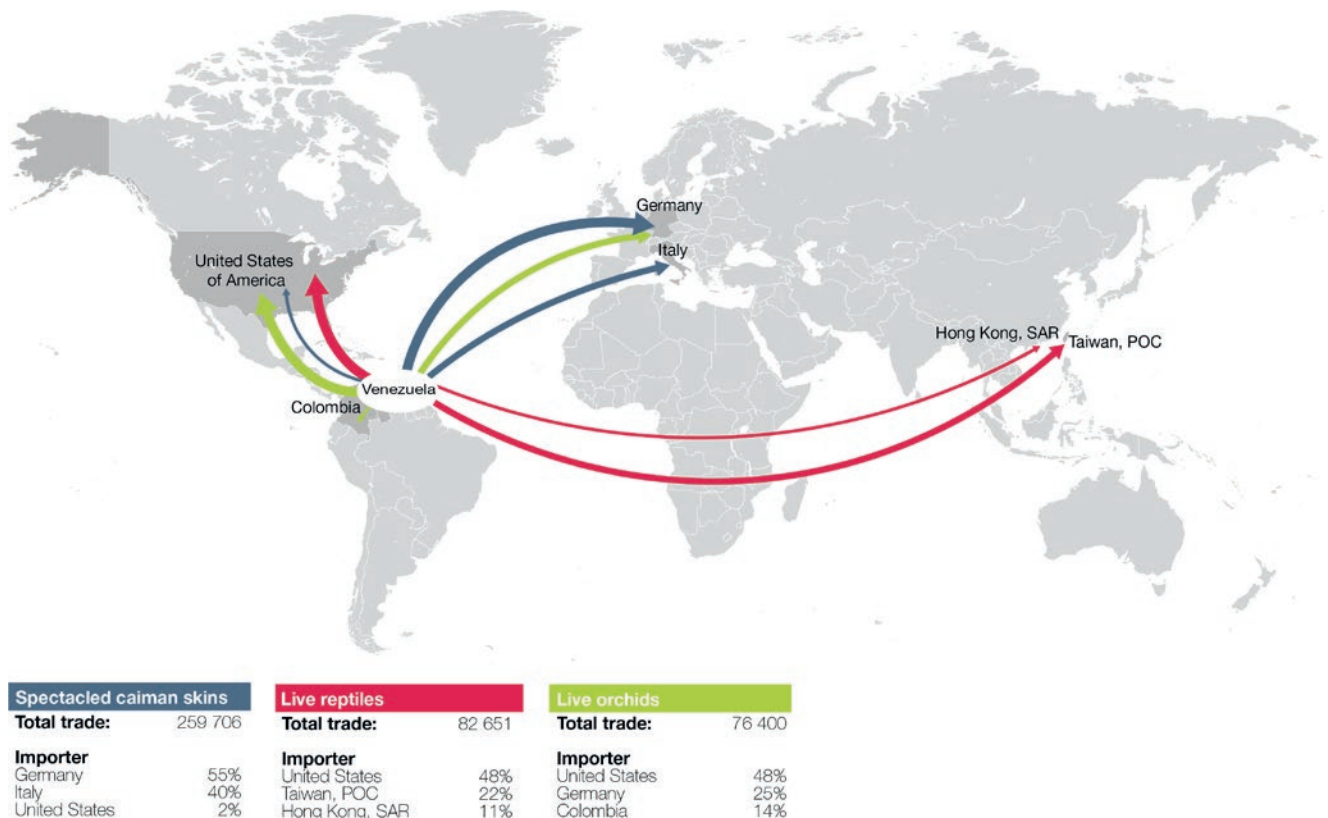 Germany
Italy
United States
of America
Hong Kong, SAR
Taiwan, POC
Venezuela
Colombia
Spectacled caiman skins
Total trade: 259 706
Importer
Germany 55%
Italy 40%
United States 2%
Live reptiles
Total trade: 82 651
Importer
United States 48%
Taiwan, POC 22%
Hong Kong, SAR 11%
Live orchids
Total trade: 76 400
Importer
United States 48%
Germany 25%
Colombia 14%